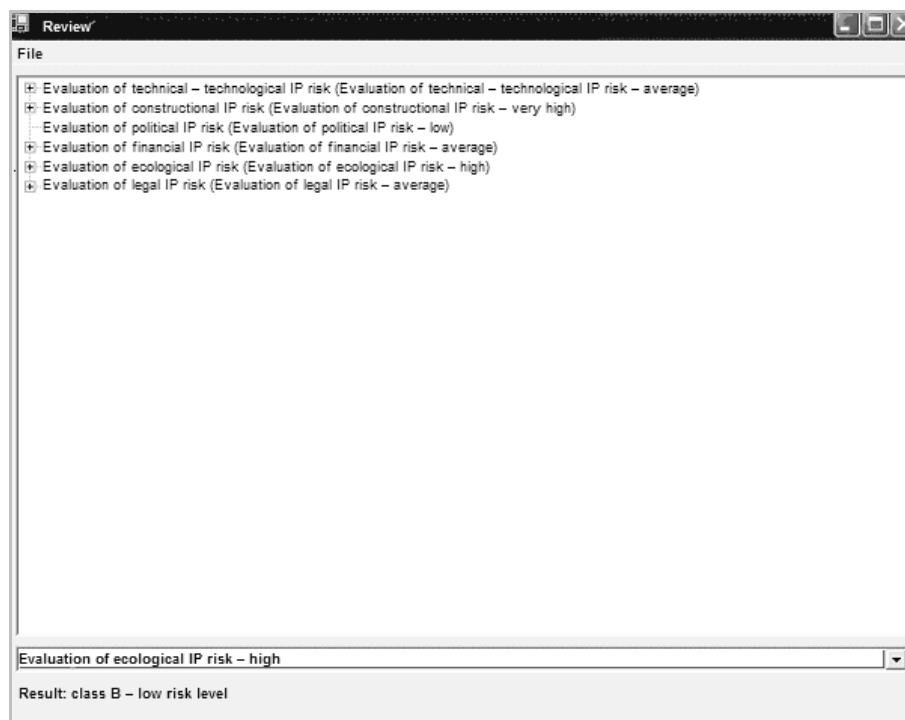 Review
File
Evaluation of technical – technological IP risk (Evaluation of technical – technological IP risk – average)
Evaluation of constructional IP risk (Evaluation of constructional IP risk – very high)
Evaluation of political IP risk (Evaluation of political IP risk – low)
Evaluation of financial IP risk (Evaluation of financial IP risk – average)
Evaluation of ecological IP risk (Evaluation of ecological IP risk – high)
Evaluation of legal IP risk (Evaluation of legal IP risk – average)
Evaluation of ecological IP risk – high
Result: class B – low risk level